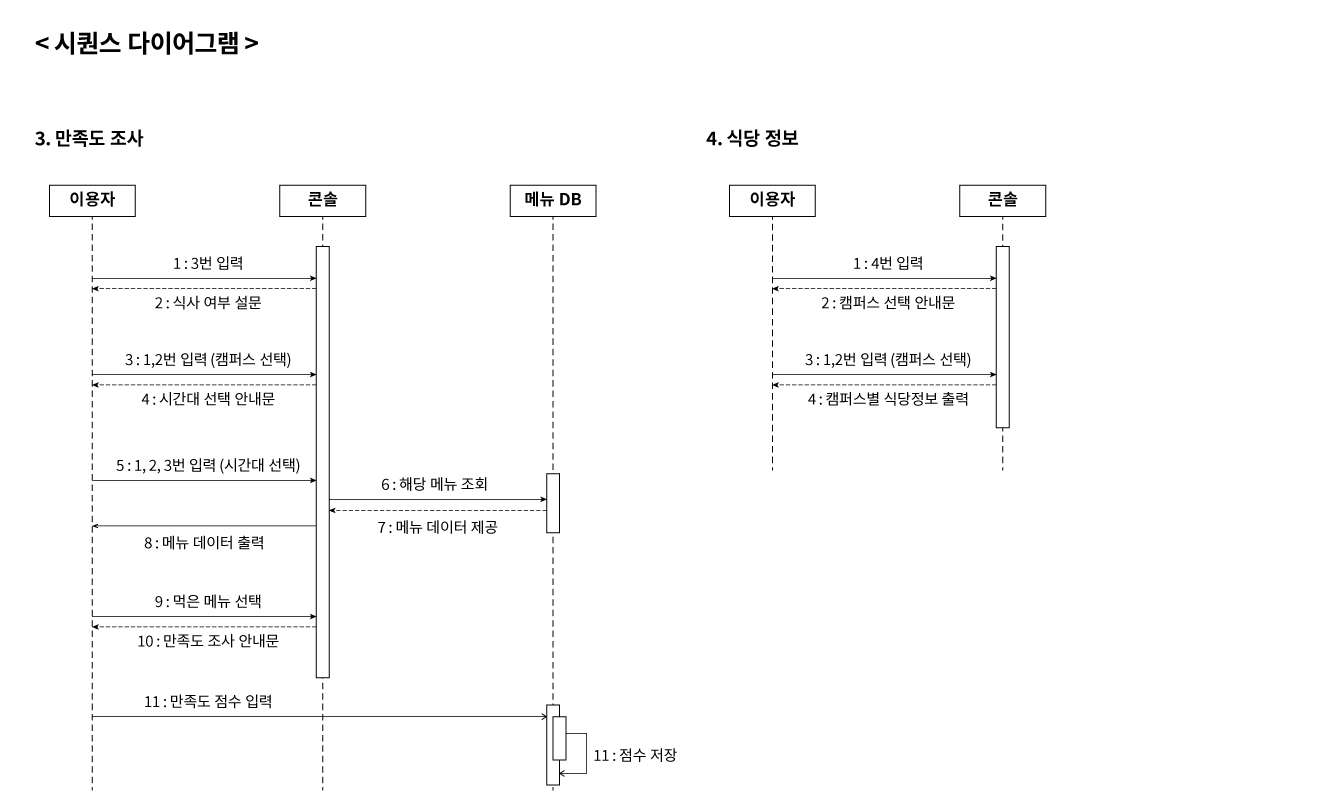 < 시퀀스 다이어그램 >
3. 만족도 조사
이용자
콘솔
메뉴 DB
1 : 3번 입력
2 : 식사 여부 설문
3 : 1,2번 입력 (캠퍼스 선택)
4 : 시간대 선택 안내문
5 : 1, 2, 3번 입력 (시간대 선택)
6 : 해당 메뉴 조회
7 : 메뉴 데이터 제공
8 : 메뉴 데이터 출력
9 : 먹은 메뉴 선택
10 : 만족도 조사 안내문
11 : 만족도 점수 입력
11 : 점수 저장
4. 식당 정보
이용자
콘솔
1 : 4번 입력
2 : 캠퍼스 선택 안내문
3 : 1,2번 입력 (캠퍼스 선택)
4 : 캠퍼스별 식당정보 출력